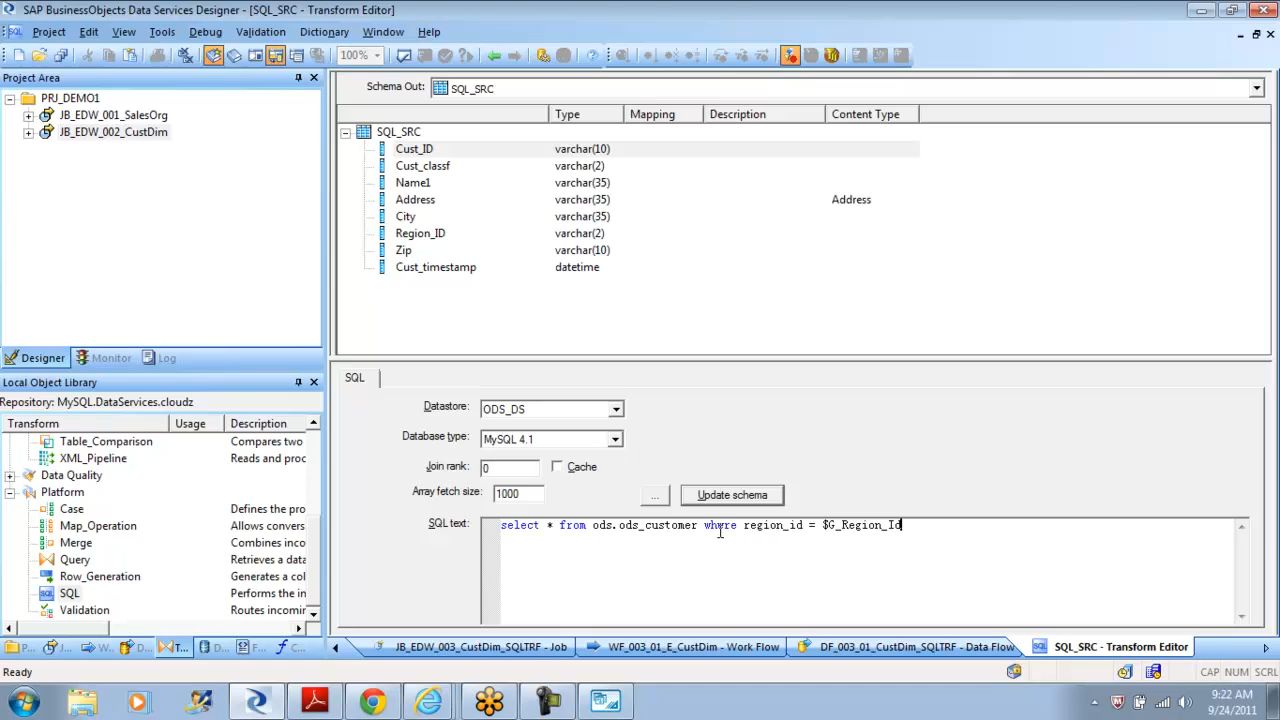 SAP BusinessObjects Data Services Designer - [SQL_SRC - Transform Editor]
SQL Project Edit View Tools Debug Validation Dictionary Window Help
100%
Project Area
PRJ_DEMO1
JB_EDW_001_SalesOrg
JB_EDW_002_CustDim
Designer Monitor Log
Local Object Library
Repository: MySQL.DataServices.cloudz
Transform Usage Description
Table_Comparison Compares two
XML_Pipeline Reads and proc
Data Quality
Platform
Case Defines the pro
Map_Operation Allows convers
Merge Combines inco
Query Retrieves a data
Row_Generation Generates a col
SQL SQL Performs the in
Validation Routes incomin
P... J... W... D... T... D... F... C...
Schema Out: SQL_SRC
Type Mapping Description Content Type
SQL_SRC
Cust_ID varchar(10)
Cust_classf varchar(2)
Name1 varchar(35)
Address varchar(35) Address
City varchar(35)
Region_ID varchar(2)
Zip varchar(10)
Cust_timestamp datetime
SQL
Datastore: ODS_DS
Database type: MySQL 4.1
Join rank: 0 Cache
Array fetch size: 1000 ... Update schema
SQL text: select * from ods.ods_customer where region_id = $G_Region_Id
JB_EDW_003_CustDim_SQLTRF - Job WF_003_01_E_CustDim - Work Flow DF_003_01_CustDim_SQLTRF - Data Flow SQL SQL_SRC - Transform Editor
Ready CAP NUM SCRL
9:22 AM
9/24/2011